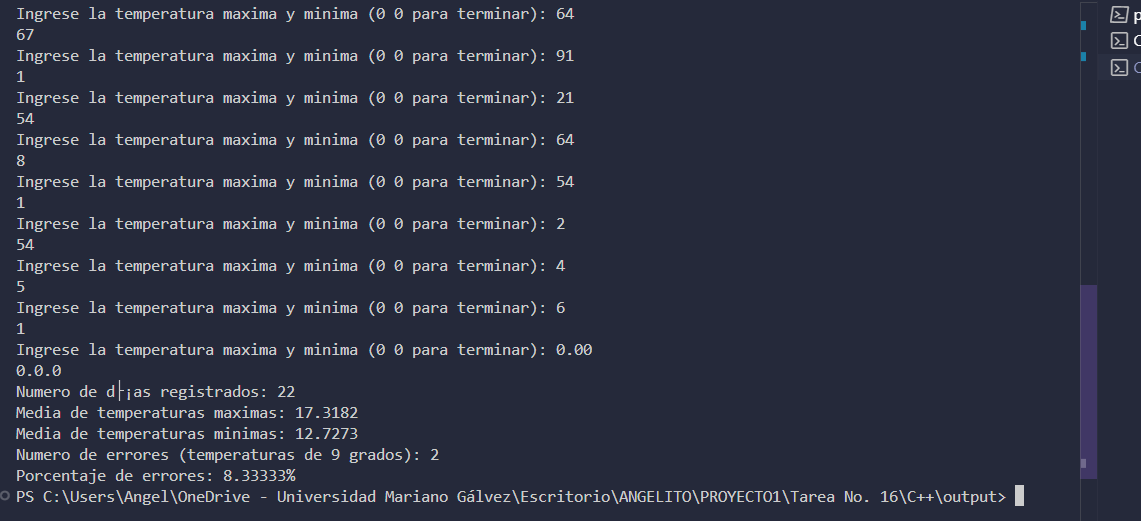 Ingrese la temperatura maxima y minima (0 0 para terminar): 64
67
Ingrese la temperatura maxima y minima (0 0 para terminar): 91
1
Ingrese la temperatura maxima y minima (0 0 para terminar): 21
54
Ingrese la temperatura maxima y minima (0 0 para terminar): 64
8
Ingrese la temperatura maxima y minima (0 0 para terminar): 54
1
Ingrese la temperatura maxima y minima (0 0 para terminar): 2
54
Ingrese la temperatura maxima y minima (0 0 para terminar): 4
5
Ingrese la temperatura maxima y minima (0 0 para terminar): 6
1
Ingrese la temperatura maxima y minima (0 0 para terminar): 0.00
0.0.0
Numero de d├¡as registrados: 22
Media de temperaturas maximas: 17.3182
Media de temperaturas minimas: 12.7273
Numero de errores (temperaturas de 9 grados): 2
Porcentaje de errores: 8.33333%
PS C:\Users\Angel\OneDrive - Universidad Mariano Gálvez\Escritorio\ANGELITO\PROYECTO1\Tarea No. 16\C++\output>